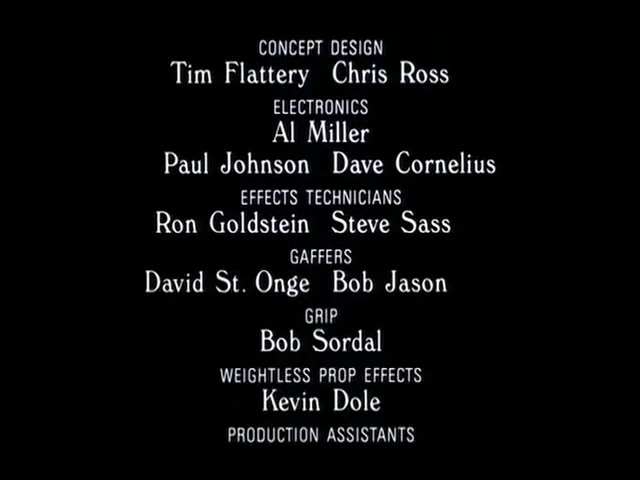 CONCEPT DESIGN
Tim Flattery Chris Ross
ELECTRONICS
Al Miller
Paul Johnson Dave Cornelius
EFFECTS TECHNICIANS
Ron Goldstein Steve Sass
GAFFERS
David St. Onge Bob Jason
GRIP
Bob Sordal
WEIGHTLESS PROP EFFECTS
Kevin Dole
PRODUCTION ASSISTANTS